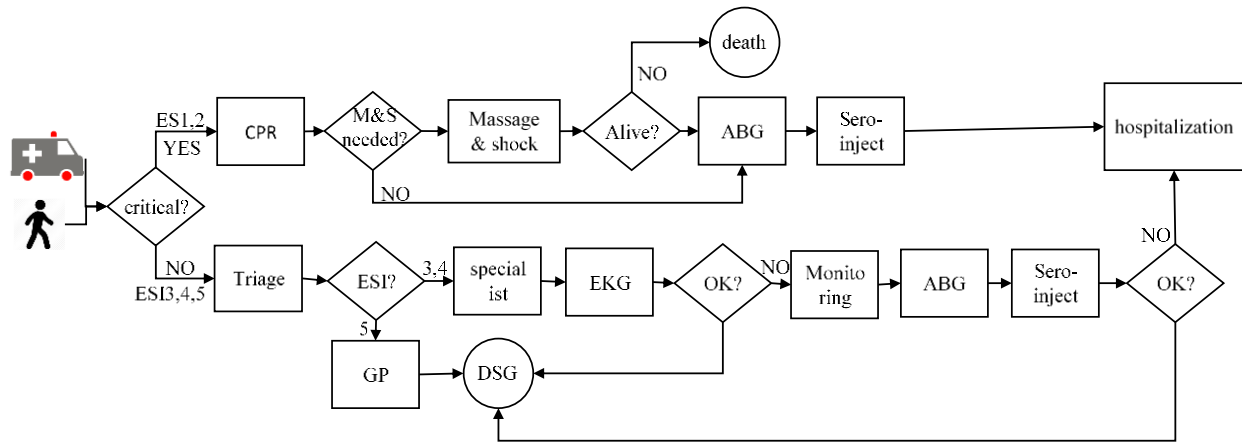 death
NO
ES1,2
YES
CPR
M&S
needed?
Massage
& shock
Alive?
ABG
Sero-
inject
hospitalization
NO
critical?
NO
ESI3,4,5
Triage
ESI?
3,4
special
ist
EKG
OK?
NO
Monito
ring
ABG
Sero-
inject
OK?
NO
5
GP
DSG